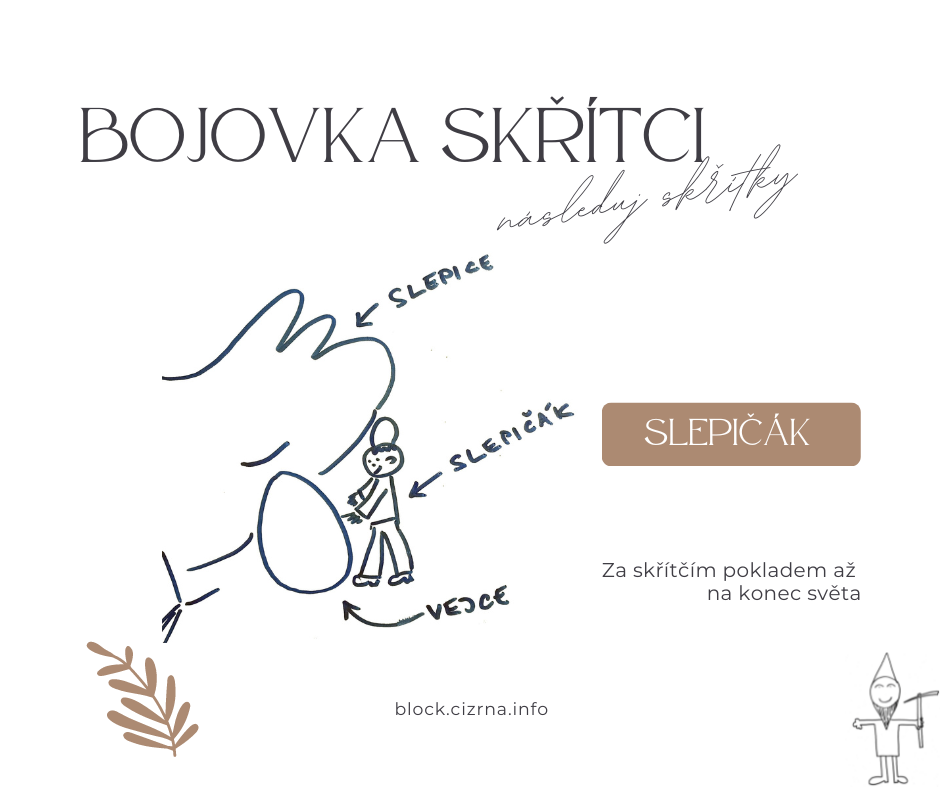 BOJOVKA SKŘÍTCI
následuj skřítky
SLEPICE
SLEPIČÁK
SLEPIČÁK
Za skřítčím pokladem až
na konec světa
VEJCE
block.cizrna.info